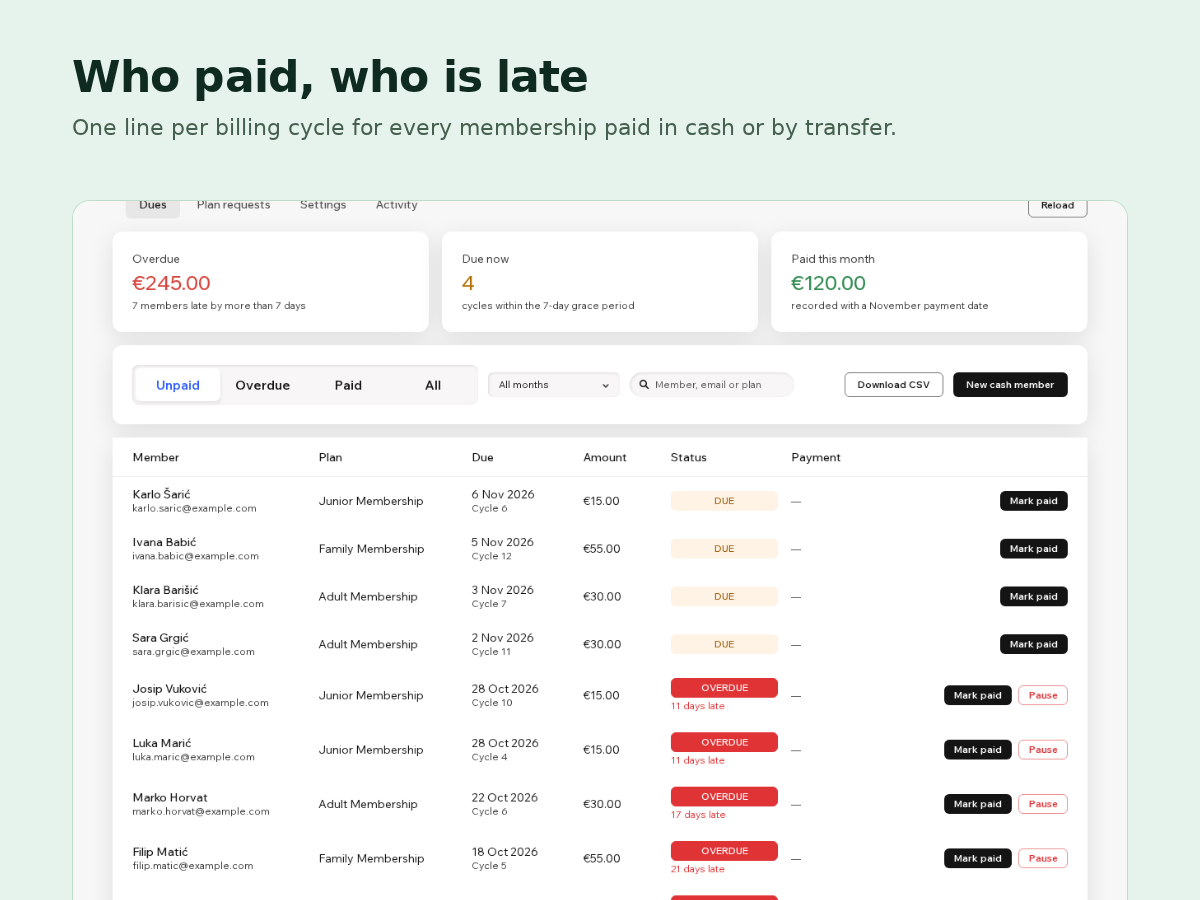 Who paid, who is late
One line per billing cycle for every membership paid in cash or by transfer.
Dues Plan requests Settings Activity Reload
Overdue Due now Paid this month
€245.00 4 €120.00
7 members late by more than 7 days cycles within the 7-day grace period recorded with a November payment date
Unpaid Overdue Paid All All months Member, email or plan Download CSV New cash member
Member Plan Due Amount Status Payment
Karlo Šarić 6 Nov 2026
Junior Membership €15.00 DUE — Mark paid
karlo.saric@example.com Cycle 6
Ivana Babić 5 Nov 2026
Family Membership €55.00 DUE — Mark paid
ivana.babic@example.com Cycle 12
Klara Barišić 3 Nov 2026
Adult Membership €30.00 DUE — Mark paid
klara.barisic@example.com Cycle 7
Sara Grgić 2 Nov 2026
Adult Membership €30.00 DUE — Mark paid
sara.grgic@example.com Cycle 11
Josip Vuković 28 Oct 2026 OVERDUE
Junior Membership €15.00 — Mark paid Pause
josip.vukovic@example.com Cycle 10 11 days late
Luka Marić 28 Oct 2026 OVERDUE
Junior Membership €15.00 — Mark paid Pause
luka.maric@example.com Cycle 4 11 days late
Marko Horvat 22 Oct 2026 OVERDUE
Adult Membership €30.00 — Mark paid Pause
marko.horvat@example.com Cycle 6 17 days late
Filip Matić 18 Oct 2026 OVERDUE
Family Membership €55.00 — Mark paid Pause
filip.matic@example.com Cycle 5 21 days late